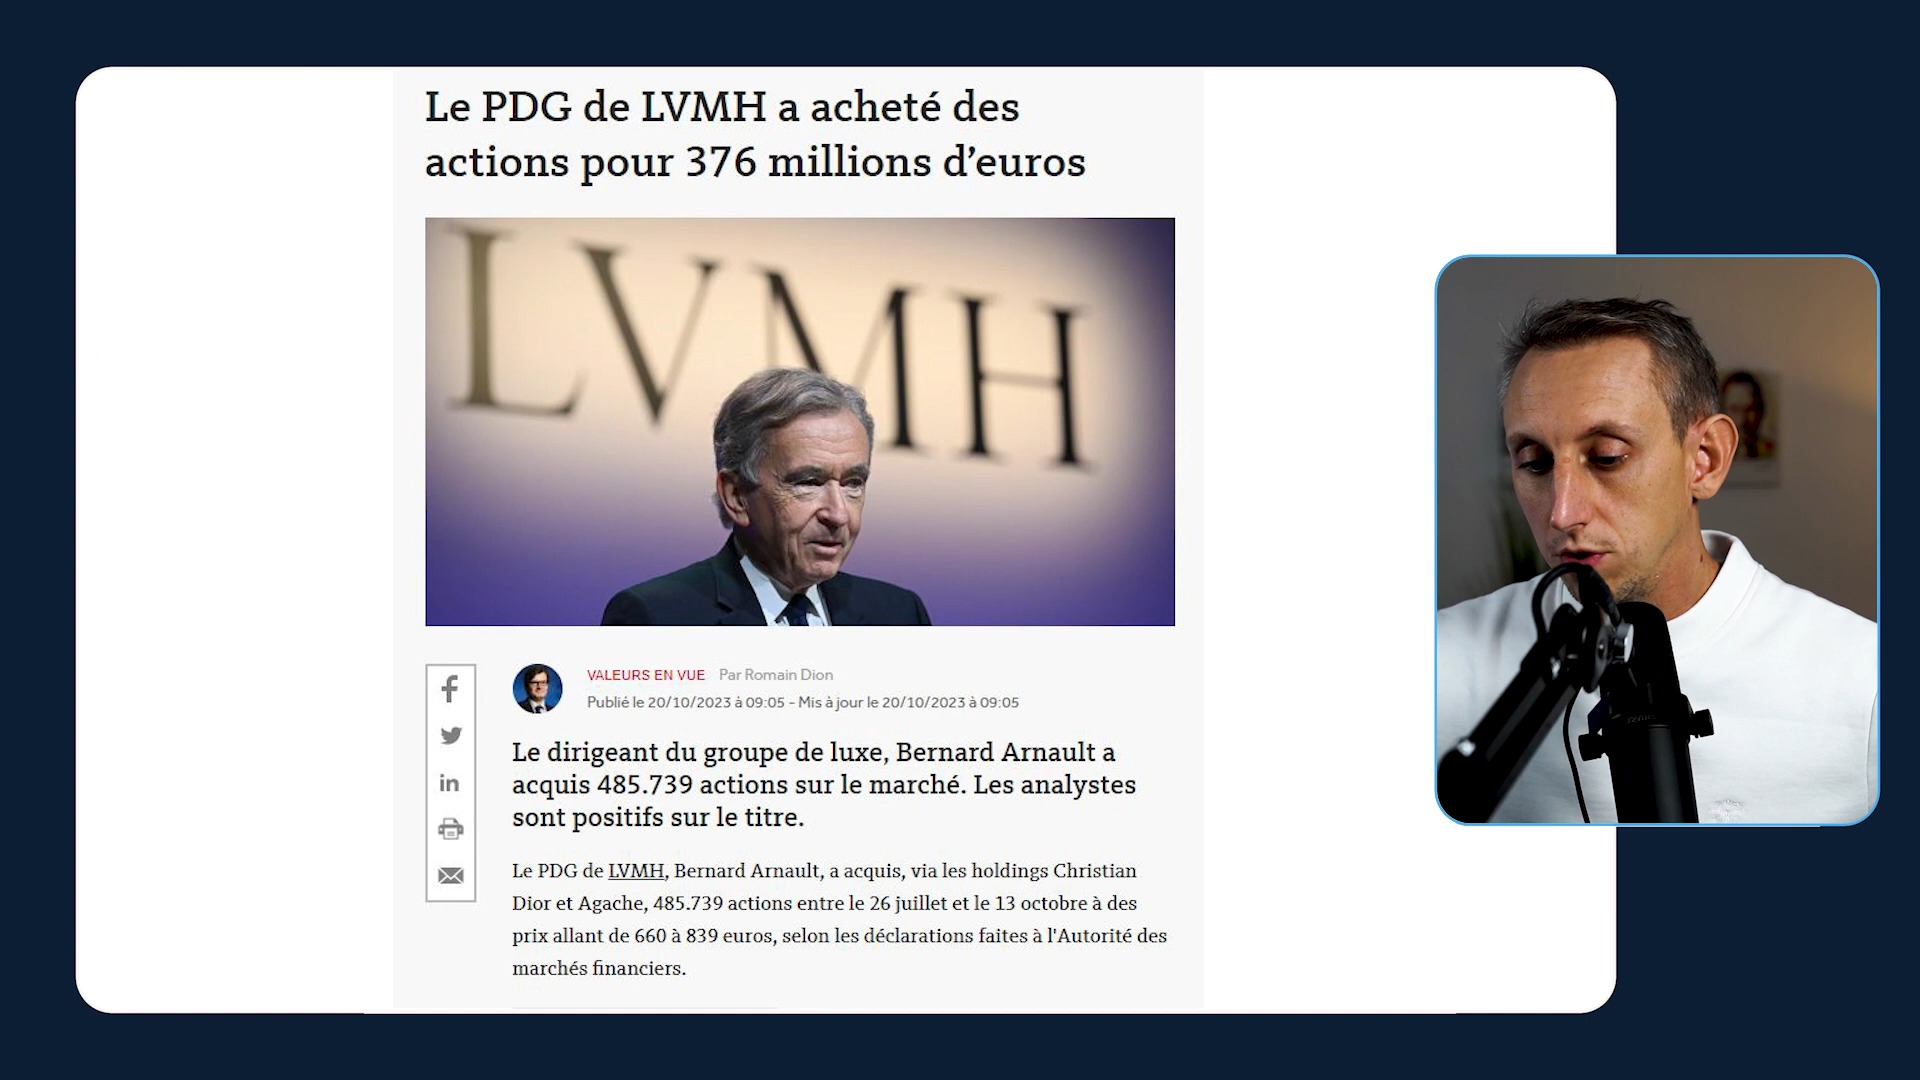 Le PDG de LVMH a acheté des
actions pour 376 millions d’euros
LVMH
VALEURS EN VUE Par Romain Dion
Publié le 20/10/2023 à 09:05 - Mis à jour le 20/10/2023 à 09:05
Le dirigeant du groupe de luxe, Bernard Arnault a
acquis 485.739 actions sur le marché. Les analystes
sont positifs sur le titre.
Le PDG de LVMH, Bernard Arnault, a acquis, via les holdings Christian
Dior et Agache, 485.739 actions entre le 26 juillet et le 13 octobre à des
prix allant de 660 à 839 euros, selon les déclarations faites à l'Autorité des
marchés financiers.